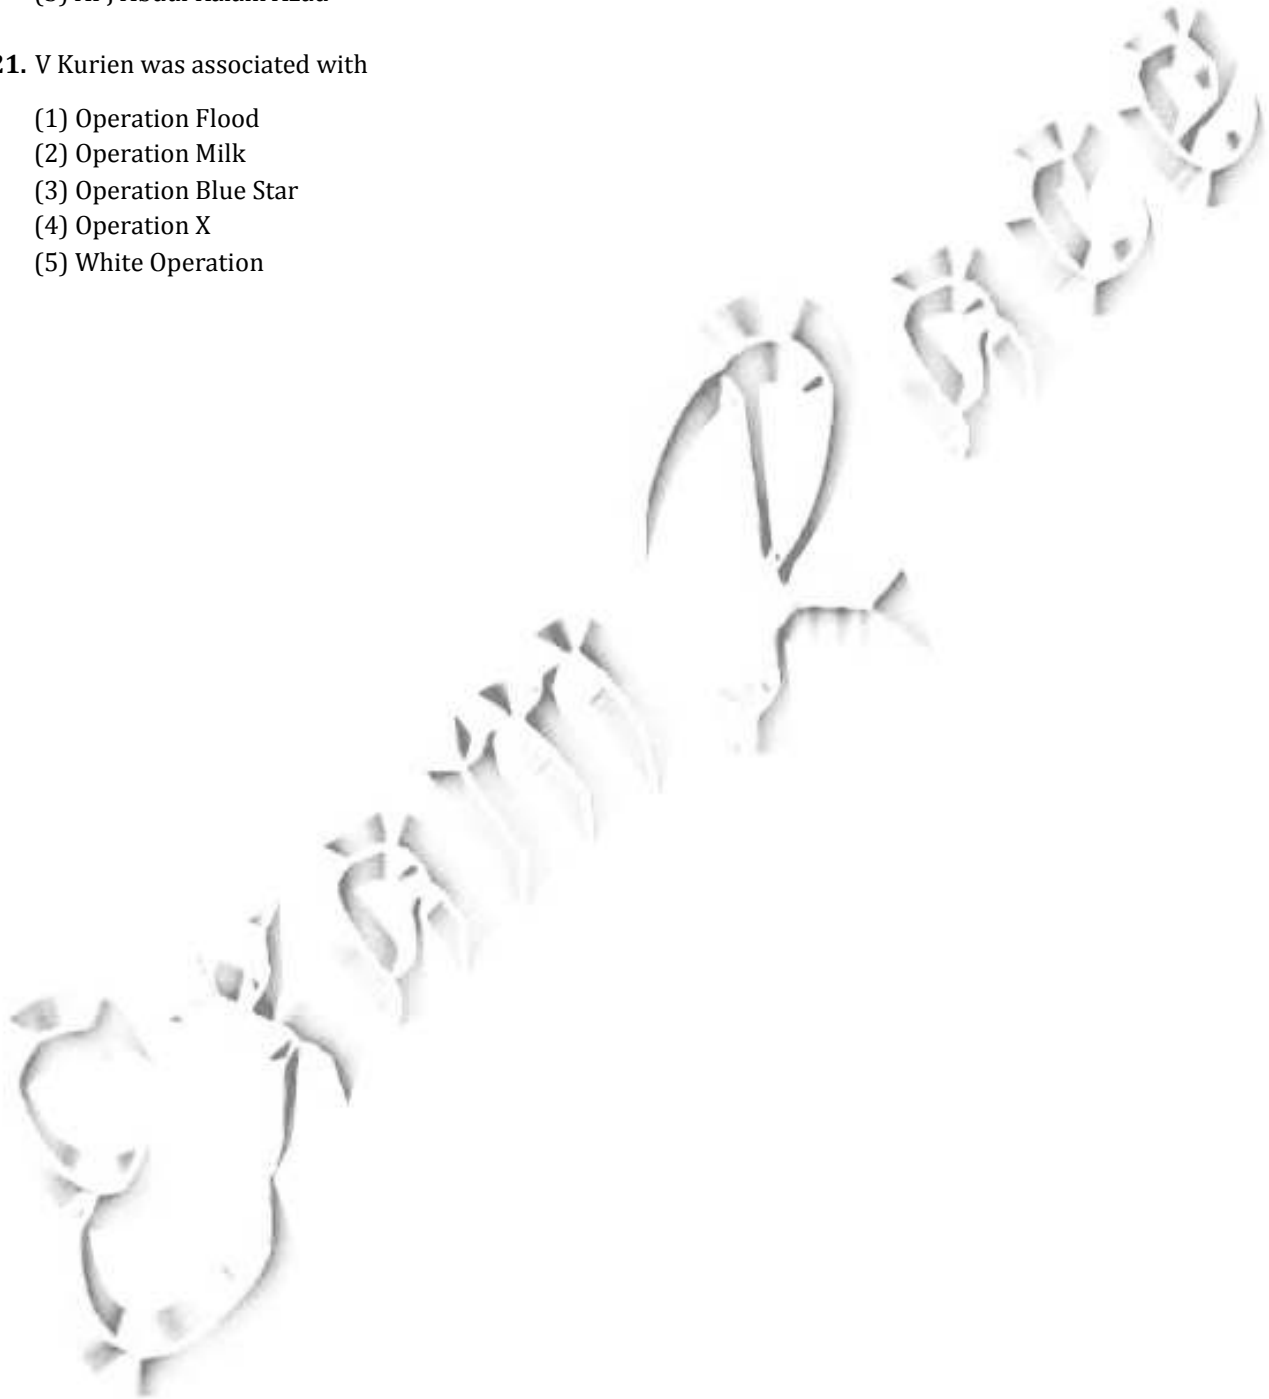 21. V Kurien was associated with
(1) Operation Flood
(2) Operation Milk
(3) Operation Blue Star
(4) Operation X
(5) White Operation